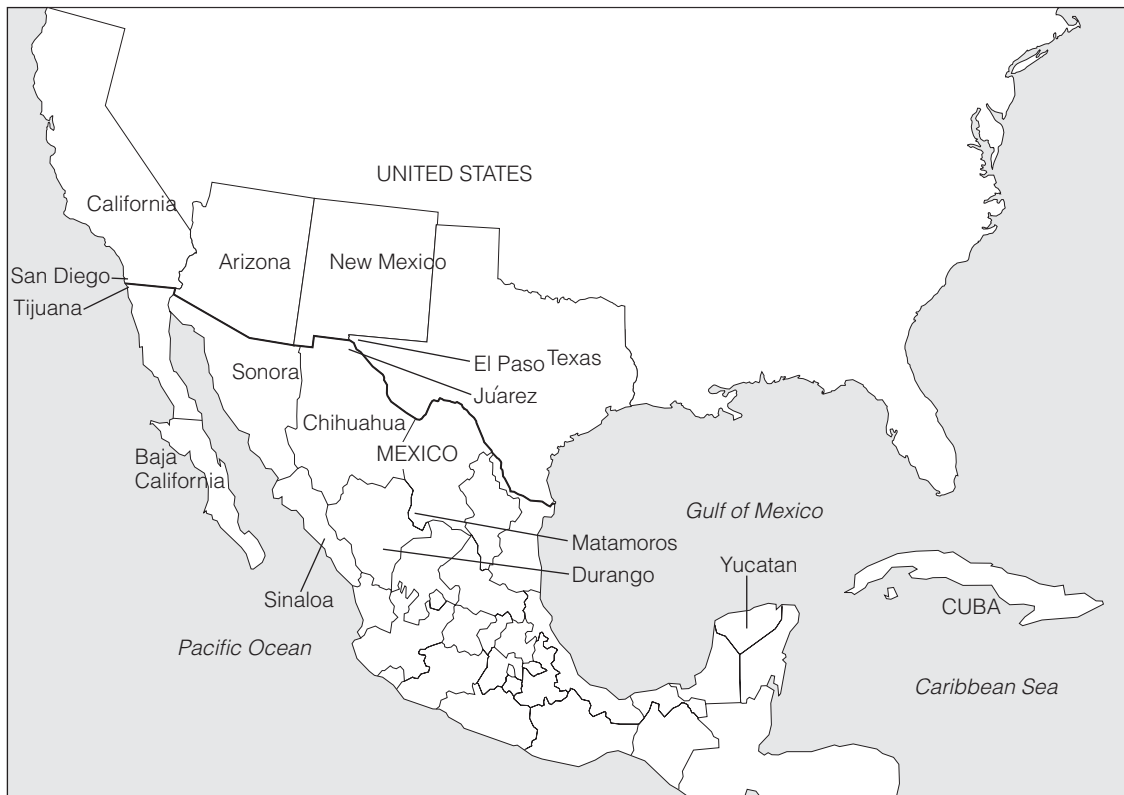 UNITED STATES
California
Arizona
New Mexico
San Diego
Tijuana
El Paso
Texas
Sonora
Juárez
Chihuahua
MEXICO
Baja
California
Gulf of Mexico
Matamoros
Yucatan
Durango
Sinaloa
CUBA
Pacific Ocean
Caribbean Sea